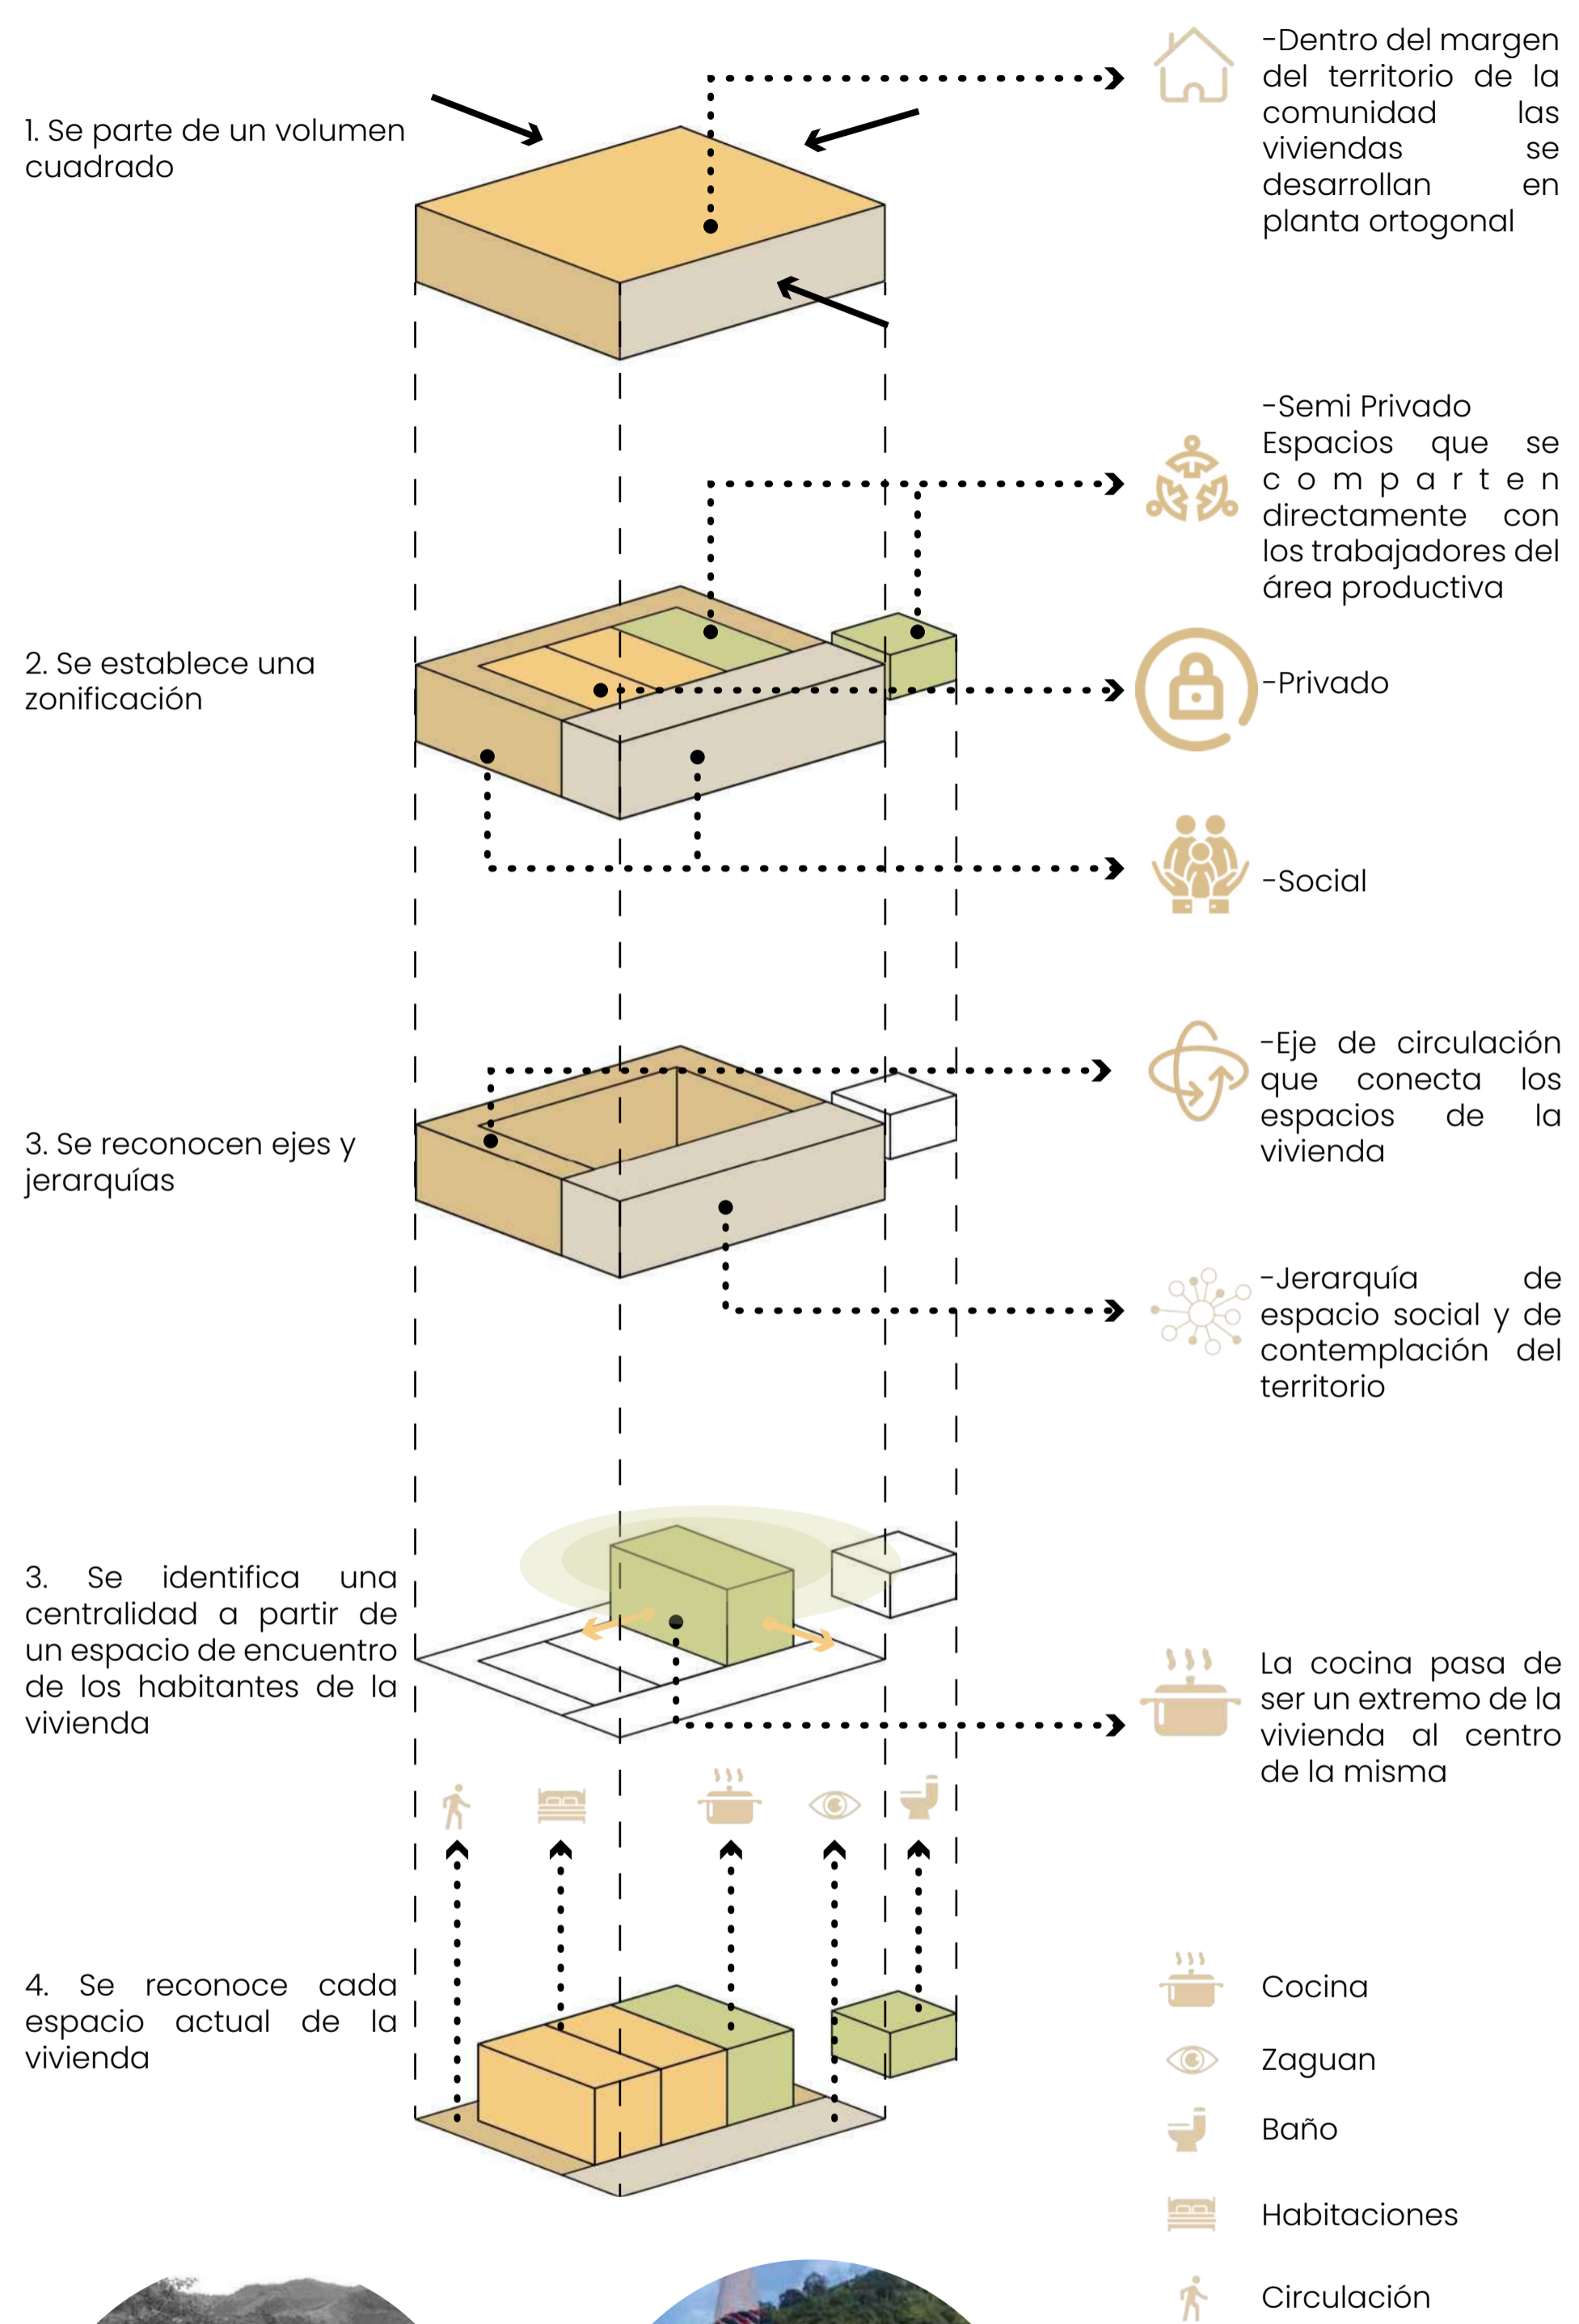 1. Se parte de un volumen
cuadrado
-Dentro del margen
del territorio de la
comunidad las
viviendas se
desarrollan en
planta ortogonal
-Semi Privado
Espacios que se
comparten
directamente con
los trabajadores del
área productiva
2. Se establece una
zonificación
-Privado
-Social
3. Se reconocen ejes y
jerarquías
-Eje de circulación
que conecta los
espacios de la
vivienda
-Jerarquía de
espacio social y de
contemplación del
territorio
3. Se identifica una
centralidad a partir de
un espacio de encuentro
de los habitantes de la
vivienda
La cocina pasa de
ser un extremo de la
vivienda al centro
de la misma
4. Se reconoce cada
espacio actual de la
vivienda
Cocina
Zaguan
Baño
Habitaciones
Circulación